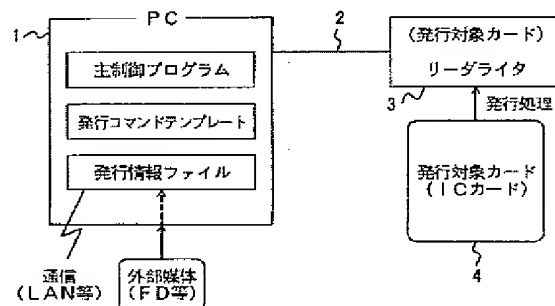 PC
1
2
主制御プログラム
発行コマンドテンプレート
発行情報ファイル
(発行対象カード)
リーダライタ
3
発行処理
発行対象カード
(ICカード)
4
通信
(LAN等)
外部媒体
(FD等)